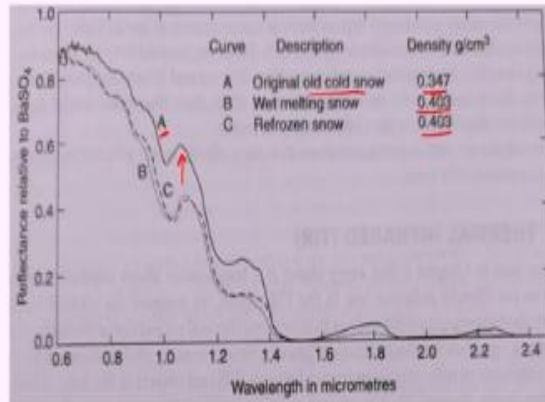 Curve Description Density g/cm³
A Original old cold snow 0.347
B Wet melting snow 0.403
C Refrozen snow 0.403
Reflectance relative to BaSO₄
1.0
0.8
0.6
0.4
0.2
0.0
A
B
C
THERMAL INFRARED
0.6 0.8 1.0 1.2 1.4 1.6 1.8 2.0 2.2 2.4
Wavelength in micrometres